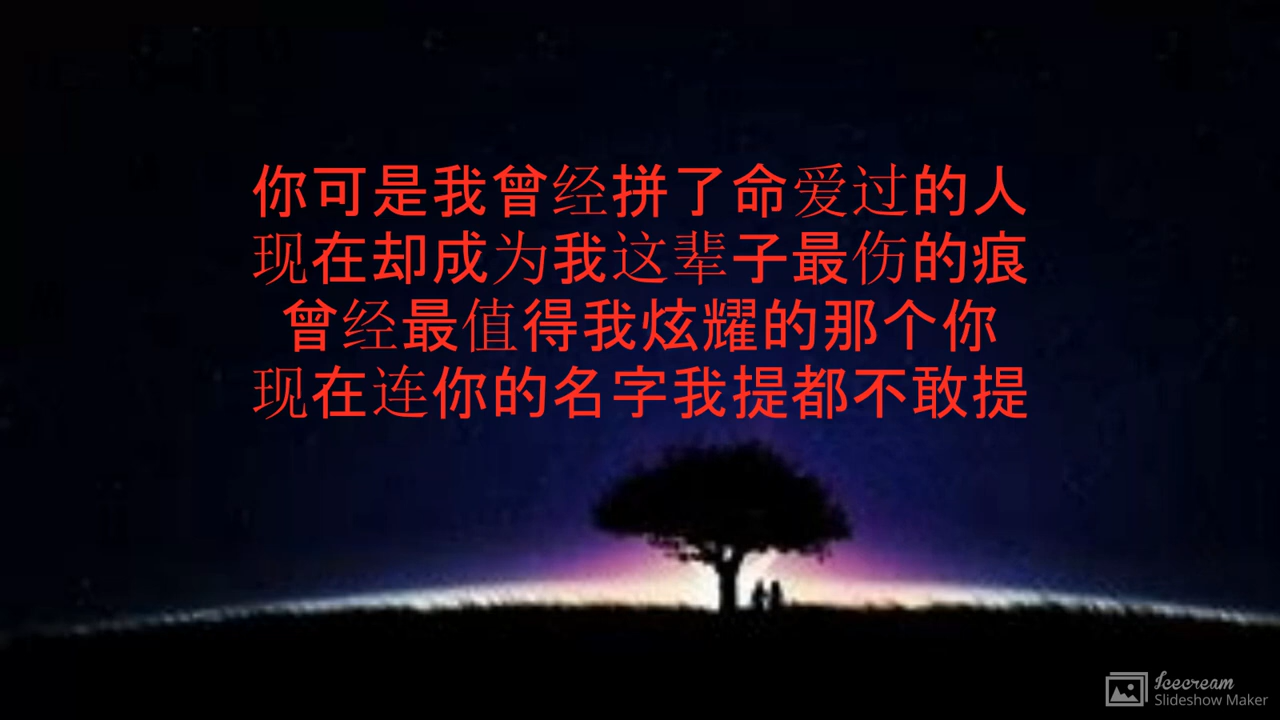 你可是我曾经拼了命爱过的人
现在却成为我这辈子最伤的痕
曾经最值得我炫耀的那个你
现在连你的名字我提都不敢提
Icecream
Slideshow Maker